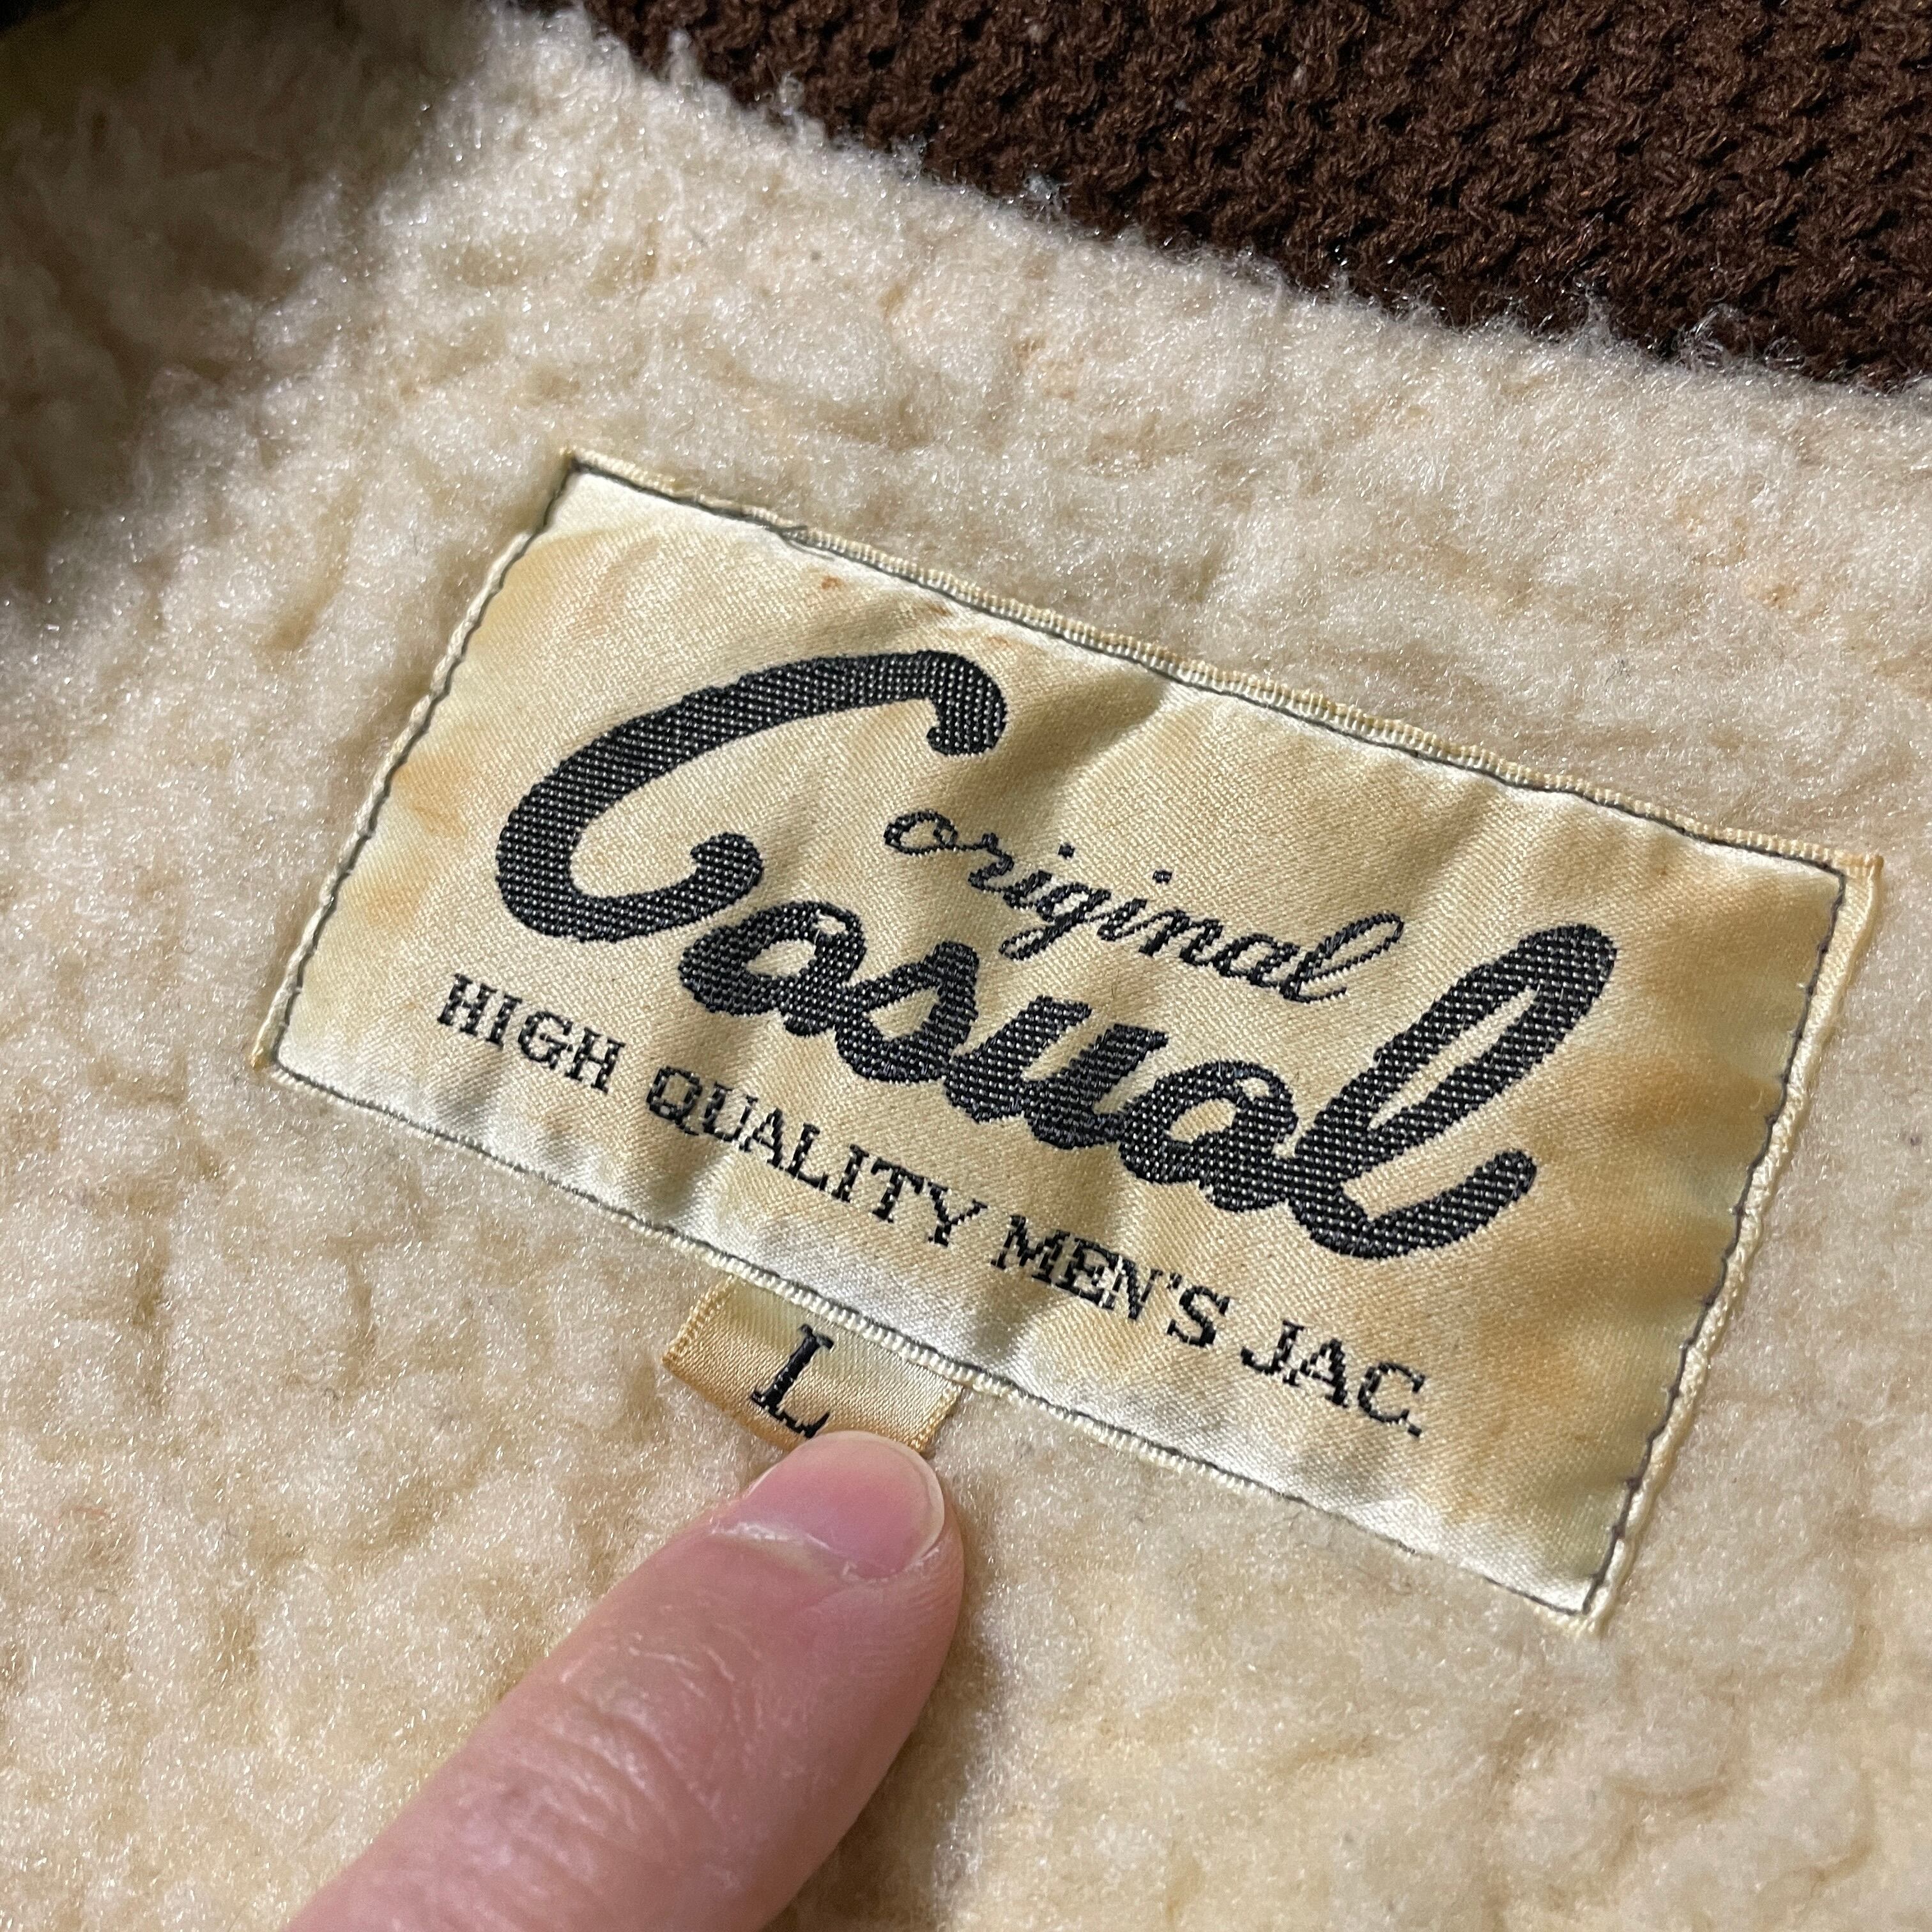 original
Casual
HIGH QUALITY MEN'S JAC.
L